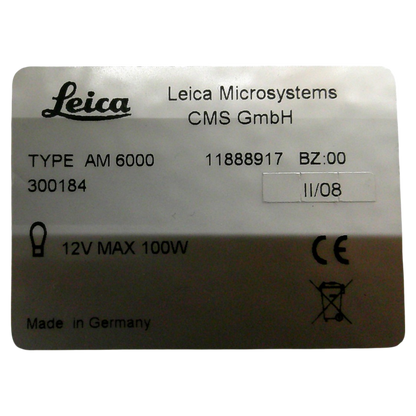 Leica
Leica Microsystems
CMS GmbH
TYPE AM 6000 11888917 BZ:00
300184
II/08
12V MAX 100W
CE
Made in Germany